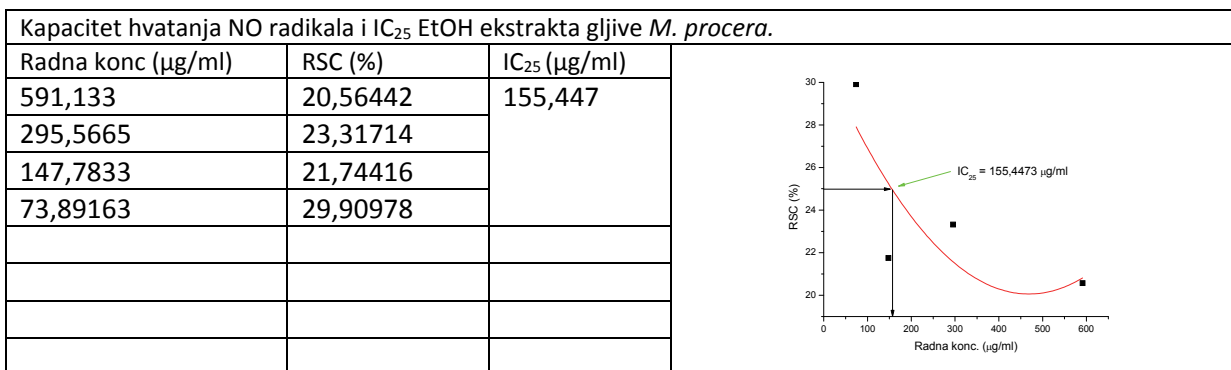 Kapacitet hvatanja NO radikala i IC25 EtOH ekstrakta gljive M. procera.
Radna konc (µg/ml) RSC (%) IC25 (µg/ml)
591,133 20,56442 155,447
295,5665 23,31714
147,7833 21,74416
73,89163 29,90978
30
28
26
24
22
20
RSC (%)
IC25 = 155,4473 µg/ml
0 100 200 300 400 500 600
Radna konc. (µg/ml)